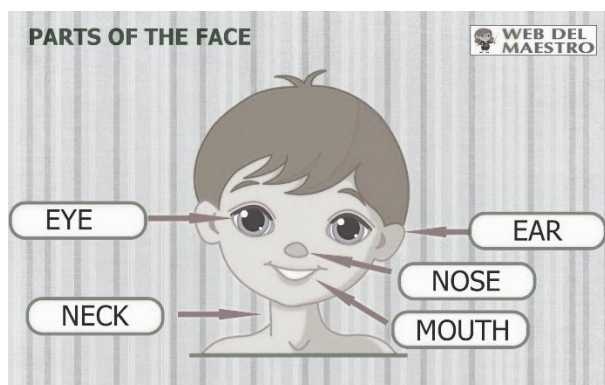 PARTS OF THE FACE
WEB DEL
MAESTRO
EYE
EAR
NOSE
NECK
MOUTH